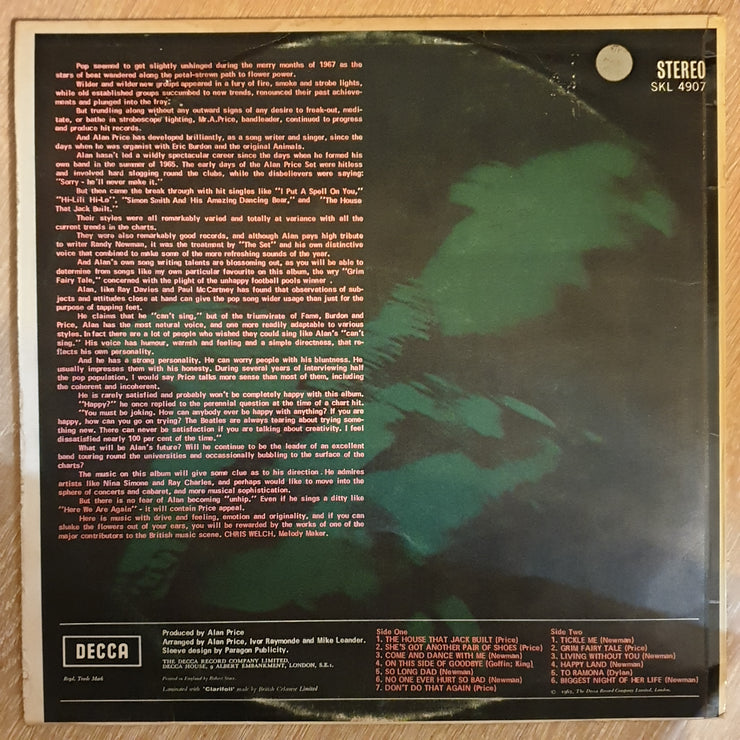 Pop seemed to get slightly unhinged during the merry months of 1967 as the
stars of beat wandered along the petal-strewn path to flower power.
Wilder and wilder new groups appeared in a fury of fire, smoke and strobe lights,
while old established groups succumbed to new trends, renounced their past achieve-
ments and plunged into the fray.
But trundling along without any outward signs of any desire to freak-out, medi-
tate, or bathe in stroboscope lighting, Mr.A.Price, bandleader, continued to progress
and produce hit records.
And Alan Price has developed brilliantly, as a song writer and singer, since the
days when he was organist with Eric Burdon and the original Animals.
Alan hasn't led a wildly spectacular career since the days when he formed his
own band in the summer of 1965. The early days of the Alan Price Set were hitless
and involved hard slogging round the clubs, while the disbelievers were saying:
"Sorry - he'll never make it."
But then came the break through with hit singles like "I Put A Spell On You,"
"Hi-Lili Hi-Lo", "Simon Smith And His Amazing Dancing Bear," and "The House
That Jack Built."
Their styles were all remarkably varied and totally at variance with all the
current trends in the charts.
They were also remarkably good records, and although Alan pays high tribute
to writer Randy Newman, it was the treatment by "The Set" and his own distinctive
voice that combined to make some of the more refreshing sounds of the year.
And Alan's own song writing talents are blossoming out, as you will be able to
determine from songs like my own particular favourite on this album, the wry "Grim
Fairy Tale," concerned with the plight of the unhappy football pools winner .
Alan, like Ray Davies and Paul McCartney has found that observations of sub-
jects and attitudes close at hand can give the pop song wider usage than just for the
purpose of tapping feet.
He claims that he "can't sing," but of the triumvirate of Fame, Burdon and
Price, Alan has the most natural voice, and one more readily adaptable to various
styles. In fact there are a lot of people who wished they could sing like Alan's "can't
sing." His voice has humour, warmth and feeling and a simple directness, that re-
flects his own personality.
And he has a strong personality. He can worry people with his bluntness. He
usually impresses them with his honesty. During several years of interviewing half
the pop population, I would say Price talks more sense than most of them, including
the coherent and incoherent.
He is rarely satisfied and probably won't be completely happy with this album.
"Happy?" he once replied to the perennial question at the time of a chart hit.
"You must be joking. How can anybody ever be happy with anything? If you are
happy, how can you go on trying? The Beatles are always tearing about trying some-
thing new. There can never be satisfaction if you are talking about creativity. I feel
dissatisfied nearly 100 per cent of the time."
What will be Alan's future? Will he continue to be the leader of an excellent
band touring round the universities and occassionally bubbling to the surface of the
charts?
The music on this album will give some clue as to his direction . He admires
artists like Nina Simone and Ray Charles, and perhaps would like to move into the
sphere of concerts and cabaret, and more musical sophistication.
But there is no fear of Alan becoming "unhip." Even if he sings a ditty like
"Here We Are Again" - it will contain Price appeal.
Here is music with drive and feeling, emotion and originality, and if you can
shake the flowers out of your ears, you will be rewarded by the works of one of the
major contributors to the British music scene. CHRIS WELCH, Melody Maker.
STEREO
SKL 4907
DECCA
Regd. Trade Mark
Produced by Alan Price
Arranged by Alan Price, Ivor Raymonde and Mike Leander.
Sleeve design by Paragon Publicity.
THE DECCA RECORD COMPANY LIMITED,
DECCA HOUSE, 9 ALBERT EMBANKMENT, LONDON, S.E.1.
Printed in England by Robert Stace.
Laminated with 'Clarifoil' made by British Celanese Limited
Side One
1. THE HOUSE THAT JACK BUILT (Price)
2. SHE'S GOT ANOTHER PAIR OF SHOES (Price)
3. COME AND DANCE WITH ME (Newman)
4. ON THIS SIDE OF GOODBYE (Goffin; King)
5. SO LONG DAD (Newman)
6. NO ONE EVER HURT SO BAD (Newman)
7. DON'T DO THAT AGAIN (Price)
Side Two
1. TICKLE ME (Newman)
2. GRIM FAIRY TALE (Price)
3. LIVING WITHOUT YOU (Newman)
4. HAPPY LAND (Newman)
5. TO RAMONA (Dylan)
6. BIGGEST NIGHT OF HER LIFE (Newman)
© 1967, The Decca Record Company Limited, London.